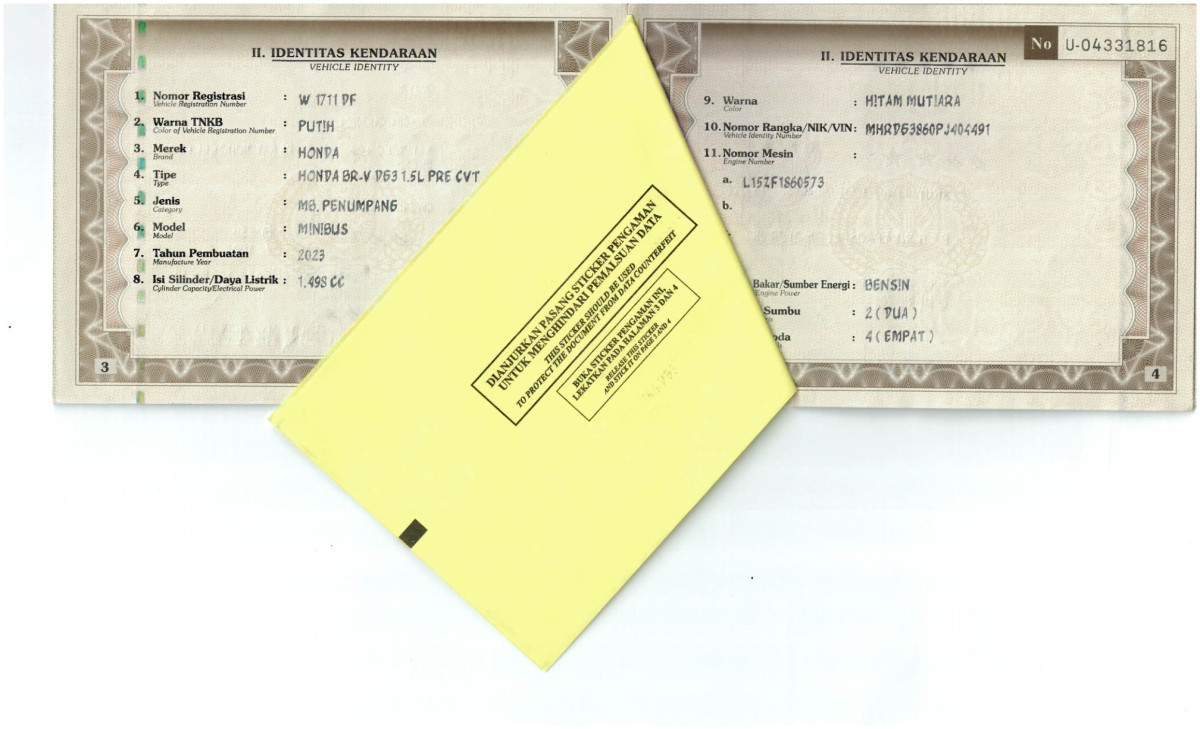 II. IDENTITAS KENDARAAN
VEHICLE IDENTITY
1. Nomor Registrasi : W 1711 DF
Vehicle Registration Number
2. Warna TNKB : PUTIH
Color of Vehicle Registration Number
3. Merek : HONDA
Brand
4. Tipe : HONDA BR-V DG3 1.5L PRE CVT
Type
5. Jenis : MB. PENUMPANG
Category
6. Model : MINIBUS
Model
7. Tahun Pembuatan : 2023
Manufacture Year
8. Isi Silinder/Daya Listrik : 1.498 CC
Cylinder Capacity/Electrical Power
3
No U-04331816
II. IDENTITAS KENDARAAN
VEHICLE IDENTITY
9. Warna : HITAM MUTIARA
Color
10. Nomor Rangka/NIK/VIN : MHRDG3860PJ404491
Vehicle Identity Number
11. Nomor Mesin :
Engine Number
a. L15ZF1860573
b.
Bakar/Sumber Energi : BENSIN
Engine Power
Sumbu : 2 ( DUA )
: 4 ( EMPAT )
4
DIANJURKAN PASANG STICKER PENGAMAN
UNTUK MENGHINDARI PEMALSUAN DATA
THIS STICKER SHOULD BE USED
TO PROTECT THE DOCUMENT FROM DATA COUNTERFEIT
BUKA STICKER PENGAMAN INI,
LEKATKAN PADA HALAMAN 3 DAN 4
RELEASE THIS STICKER
AND STICK IT ON PAGE 3 AND 4